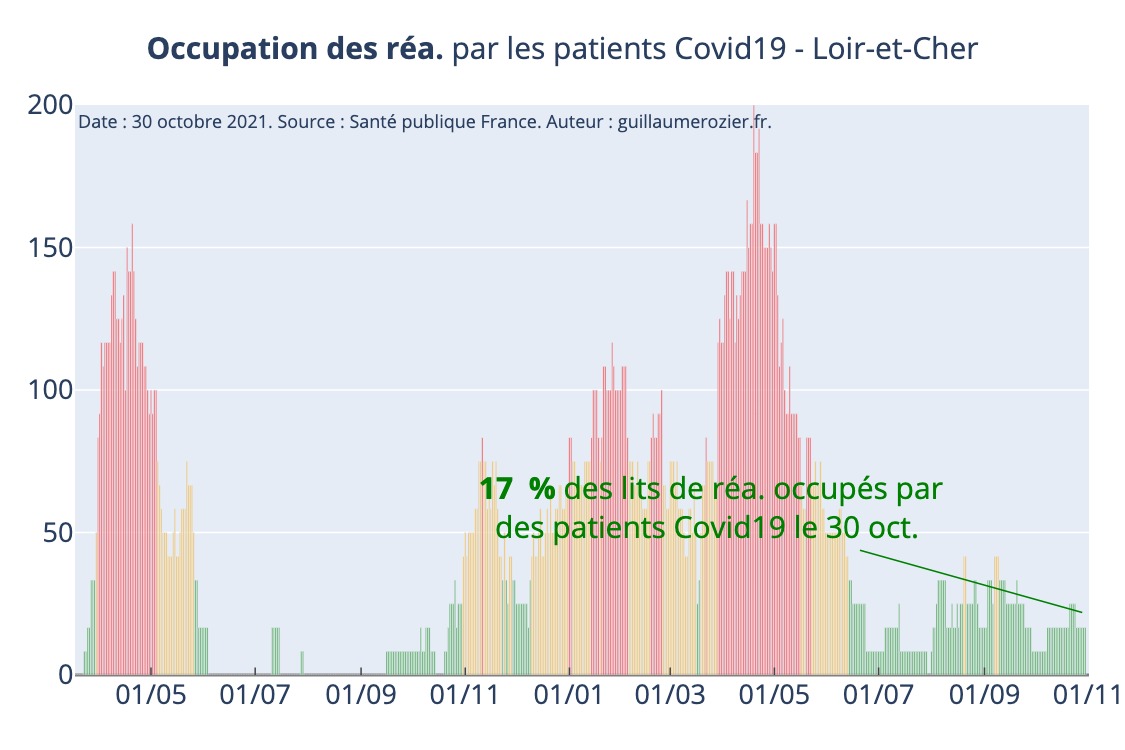 Occupation des réa. par les patients Covid19 - Loir-et-Cher
200
Date : 30 octobre 2021. Source : Santé publique France. Auteur : guillaumerozier.fr.
150
100
17 % des lits de réa. occupés par
des patients Covid19 le 30 oct.
50
0
01/05 01/07 01/09 01/11 01/01 01/03 01/05 01/07 01/09 01/11